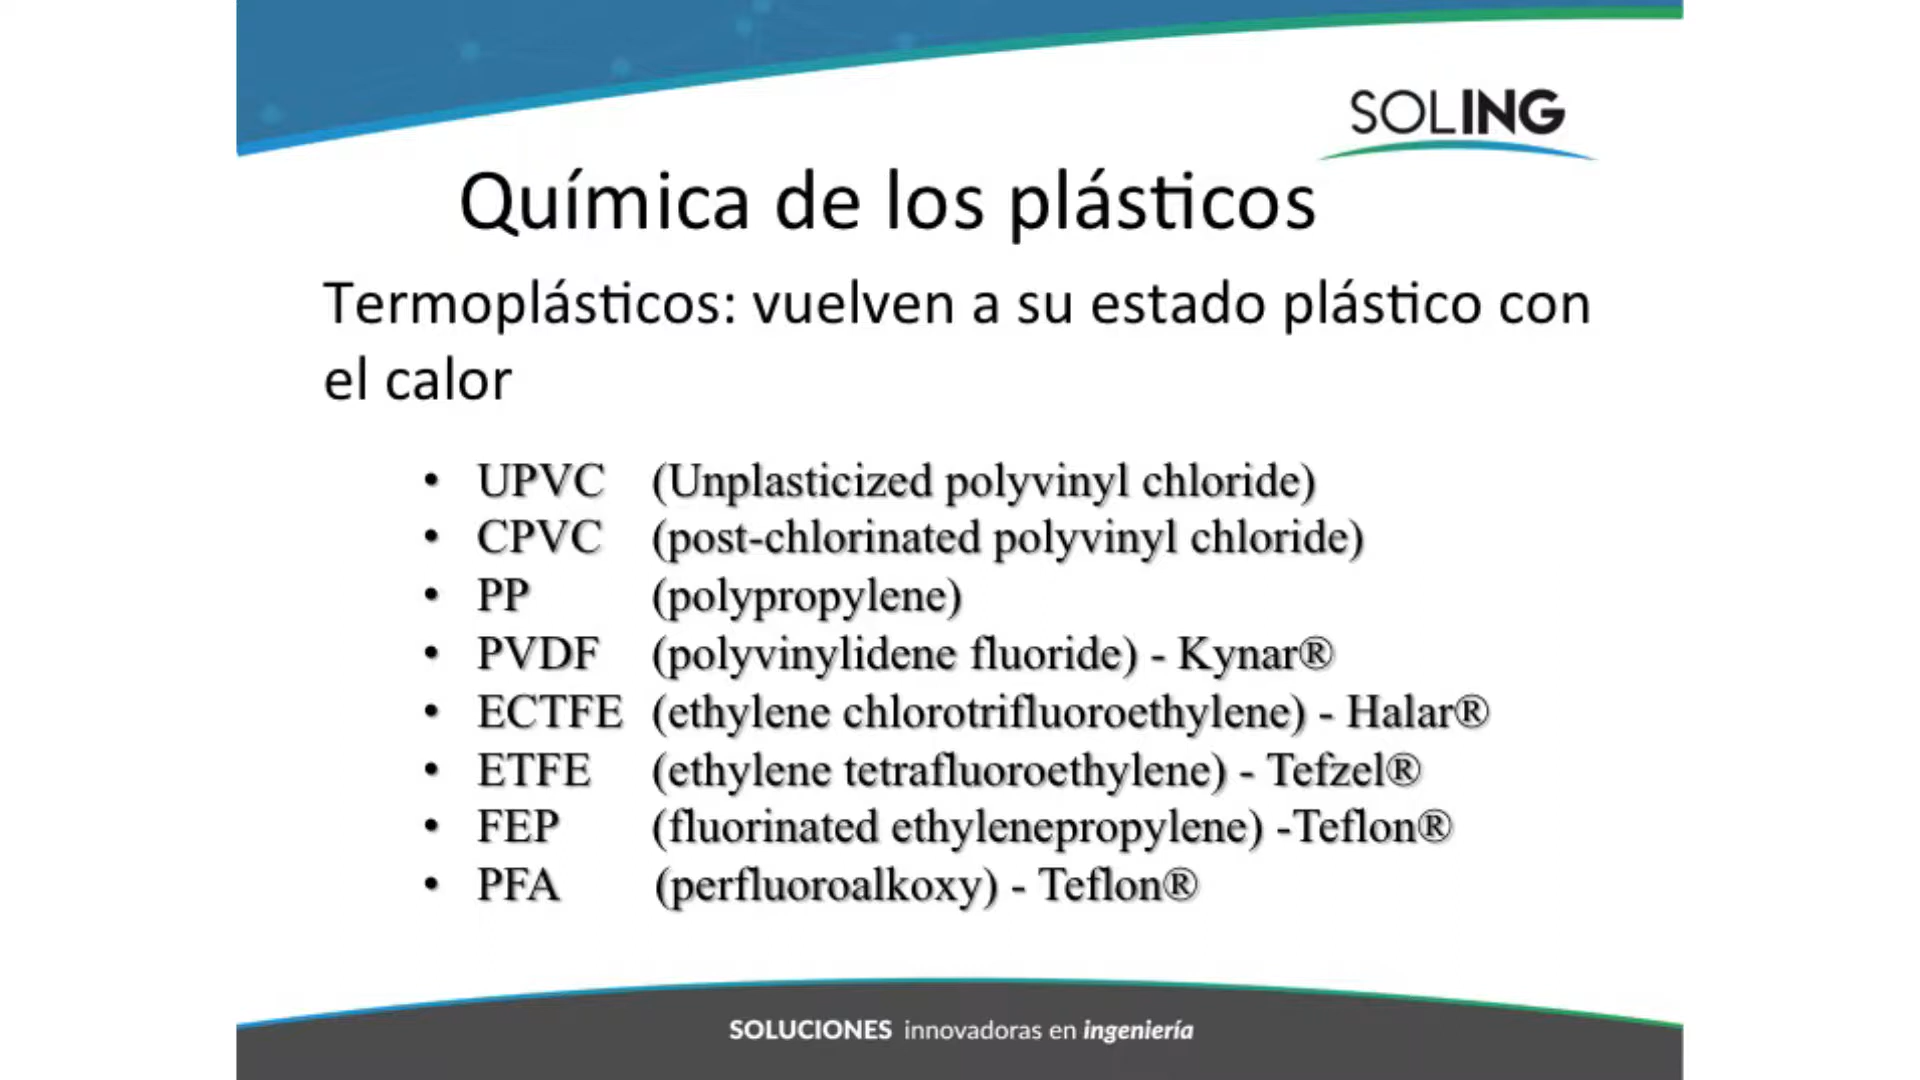 SOLING
Química de los plásticos
Termoplásticos: vuelven a su estado plástico con
el calor
• UPVC (Unplasticized polyvinyl chloride)
• CPVC (post-chlorinated polyvinyl chloride)
• PP (polypropylene)
• PVDF (polyvinylidene fluoride) - Kynar®
• ECTFE (ethylene chlorotrifluoroethylene) - Halar®
• ETFE (ethylene tetrafluoroethylene) - Tefzel®
• FEP (fluorinated ethylenepropylene) -Teflon®
• PFA (perfluoroalkoxy) - Teflon®
SOLUCIONES innovadoras en ingeniería